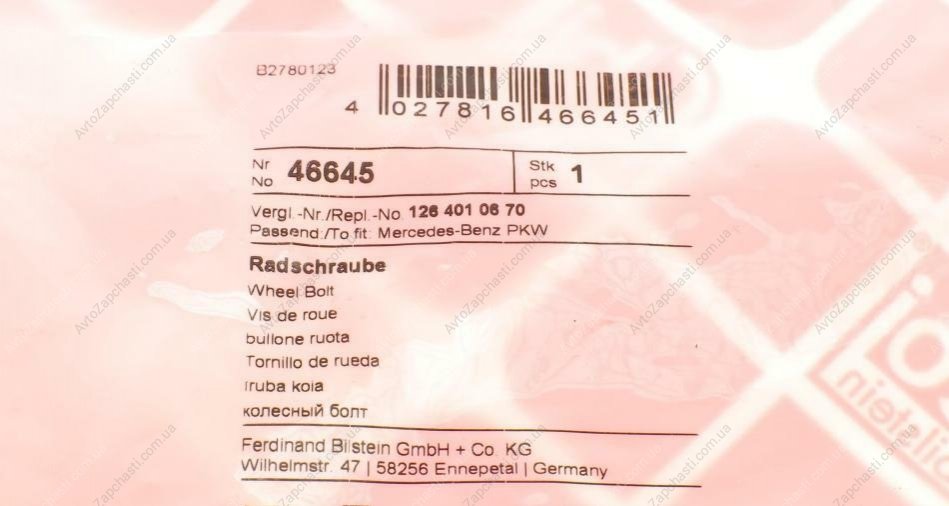 B2780123
4 027816 466451
Nr No 46645 Stk pcs 1
Vergl.-Nr./Repl.-No. 126 401 06 70
Passend:/To fit: Mercedes-Benz PKW
Radschraube
Wheel Bolt
Vis de roue
bullone ruota
Tornillo de rueda
śruba koła
колесный болт
Ferdinand Bilstein GmbH + Co. KG
Wilhelmstr. 47 | 58256 Ennepetal | Germany
AvtoZapchasti.com.ua